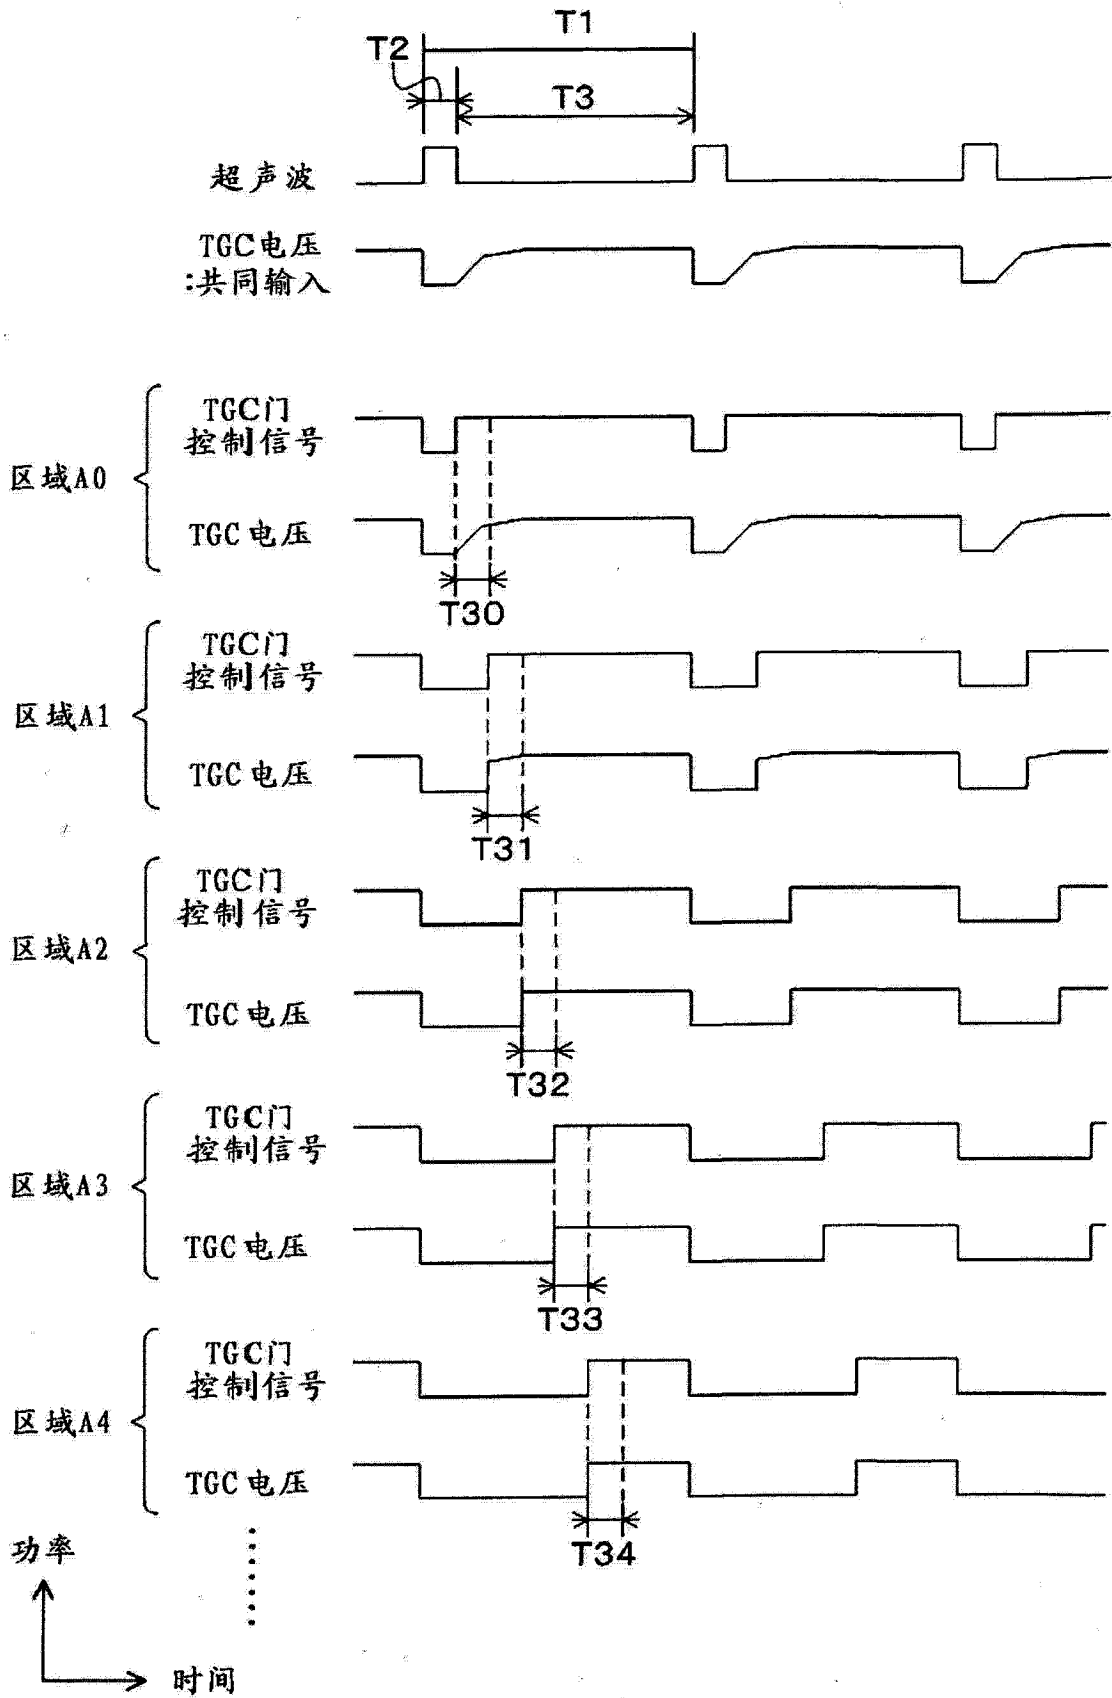 T1
T2
T3
超声波
TGC电压
:共同输入
TGC门
控制信号
区域A0
TGC电压
T30
TGC门
控制信号
区域A1
TGC电压
T31
TGC门
控制信号
区域A2
TGC电压
T32
TGC门
控制信号
区域A3
TGC电压
T33
TGC门
控制信号
区域A4
TGC电压
T34
功率
时间